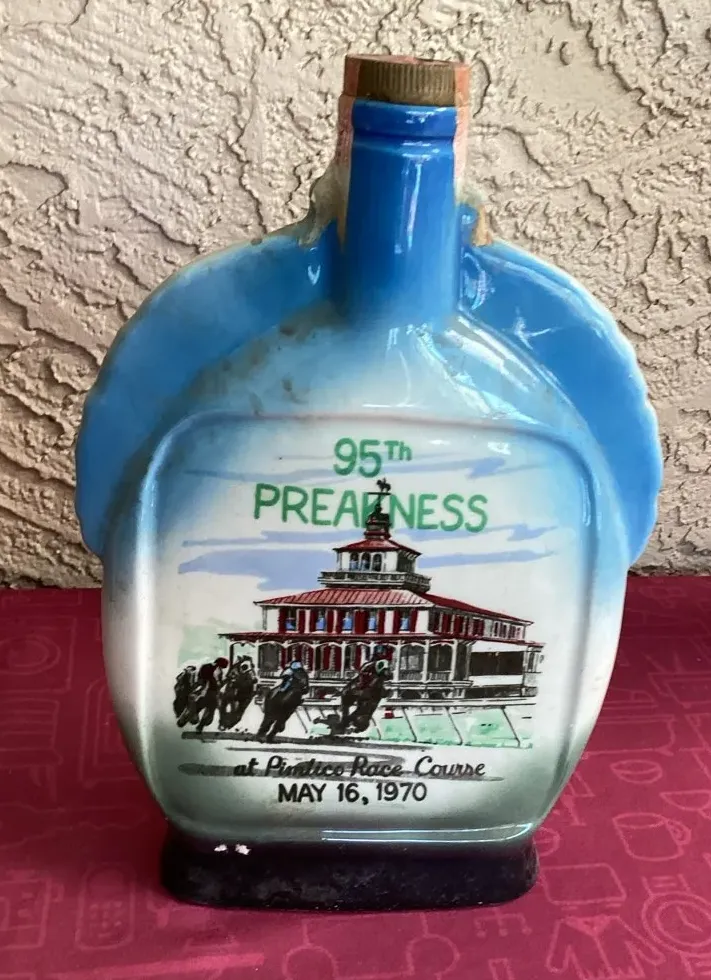 95Th
PREAKNESS
at Pimlico Race Course
MAY 16, 1970